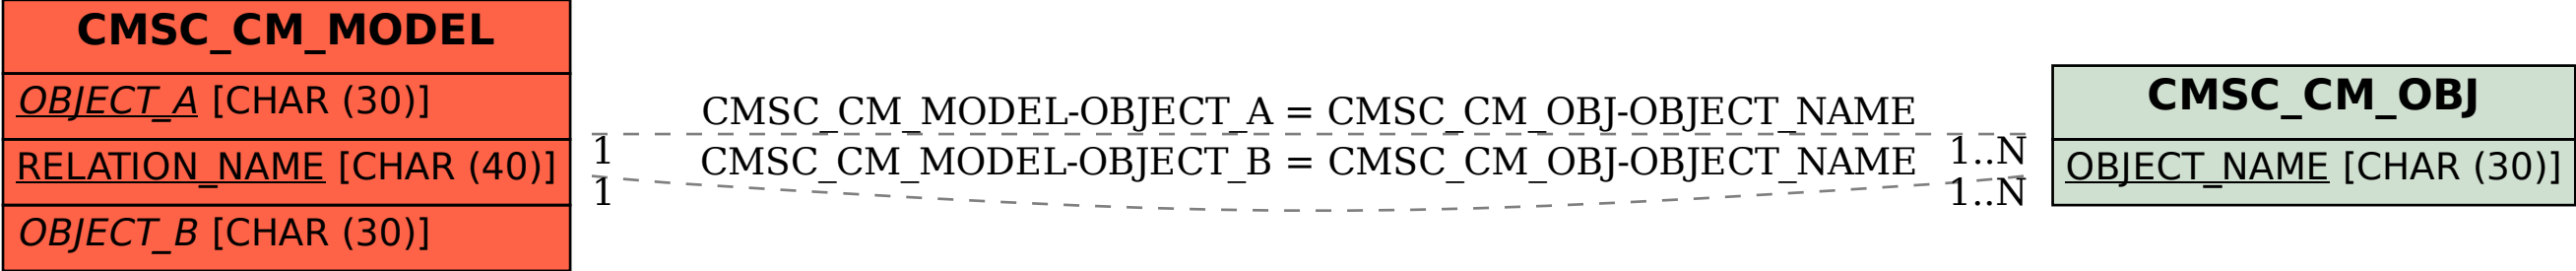 CMSC_CM_MODEL
OBJECT_A [CHAR (30)]
RELATION_NAME [CHAR (40)]
OBJECT_B [CHAR (30)]
CMSC_CM_MODEL-OBJECT_A = CMSC_CM_OBJ-OBJECT_NAME
1
1..N
CMSC_CM_MODEL-OBJECT_B = CMSC_CM_OBJ-OBJECT_NAME
1
1..N
CMSC_CM_OBJ
OBJECT_NAME [CHAR (30)]